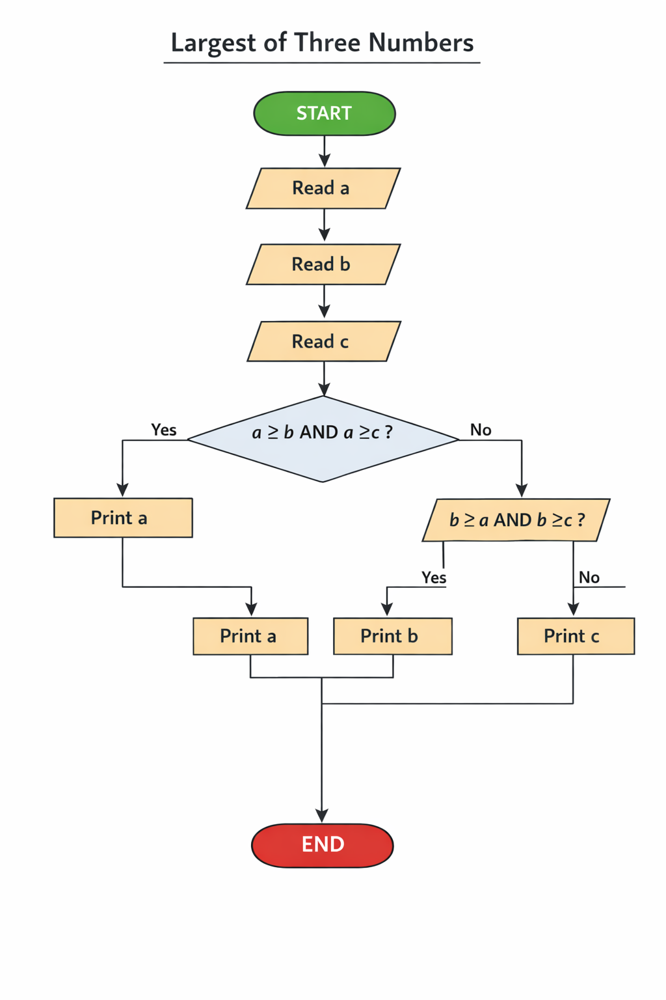 Largest of Three Numbers
START
Read a
Read b
Read c
a ≥ b AND a ≥c ?
Yes
No
Print a
b ≥ a AND b ≥c ?
Yes
No
Print a
Print b
Print c
END